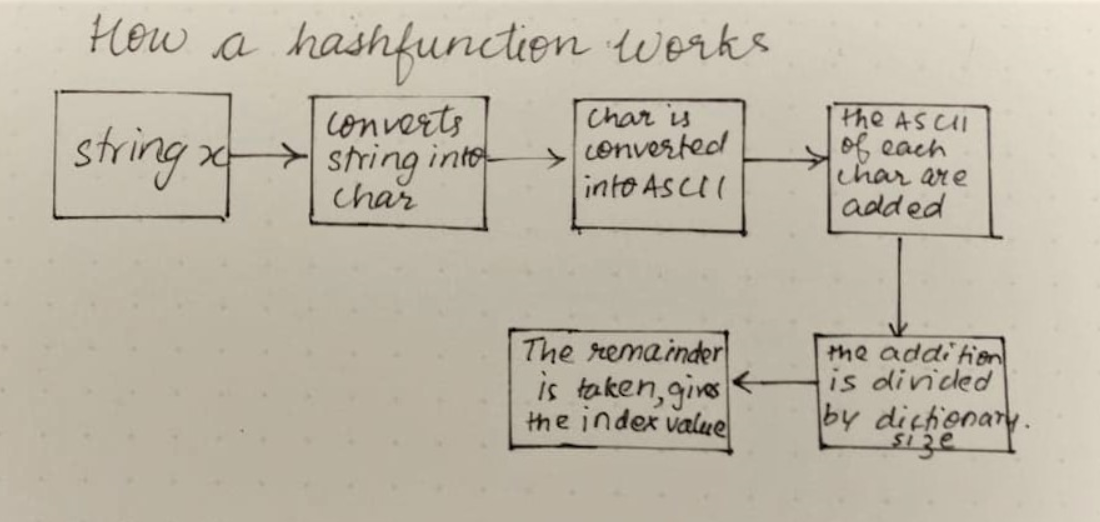 How a hashfunction works
string x
converts
string into
char
char is
converted
into ASCII
the ASCII
of each
char are
added
the addition
is divided
by dictionary.
size
The remainder
is taken, gives
the index value